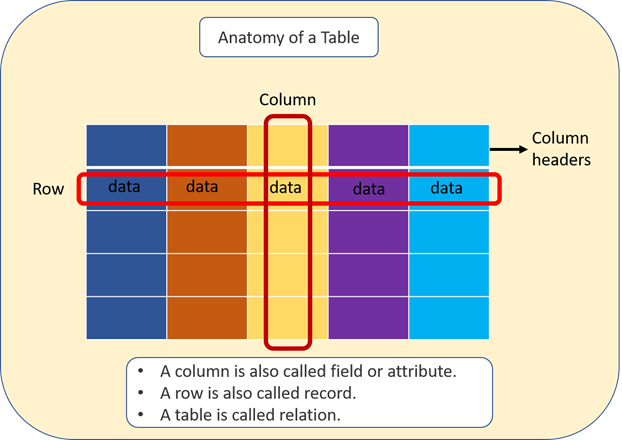 Anatomy of a Table
Column
Column
headers
Row
data data data data data
• A column is also called field or attribute.
• A row is also called record.
• A table is called relation.